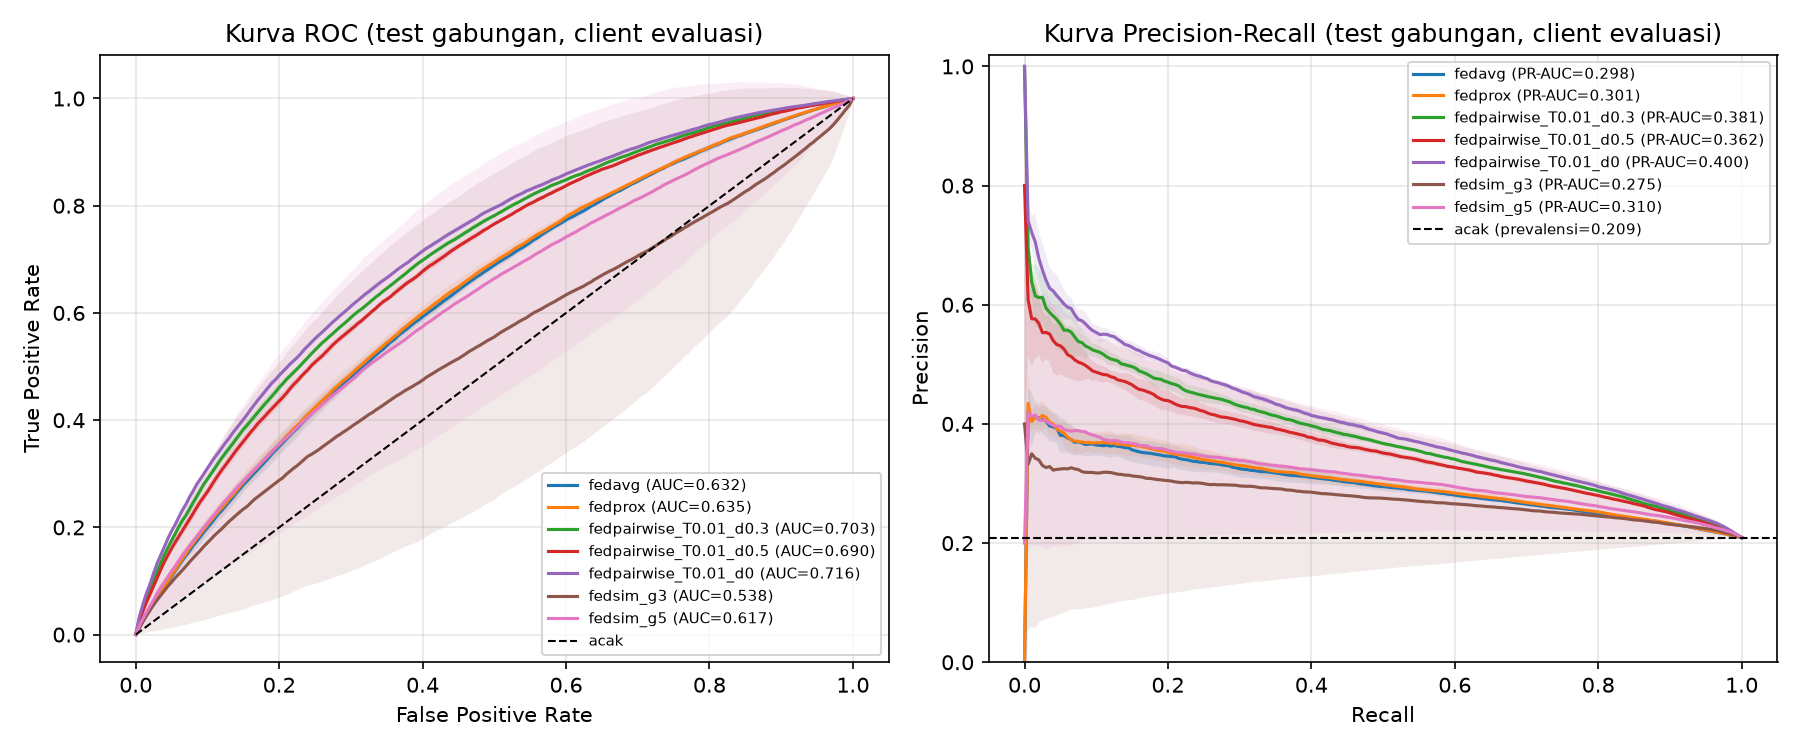 Kurva ROC (test gabungan, client evaluasi)
True Positive Rate
1.0
0.8
0.6
0.4
0.2
0.0
fedavg (AUC=0.632)
fedprox (AUC=0.635)
fedpairwise_T0.01_d0.3 (AUC=0.703)
fedpairwise_T0.01_d0.5 (AUC=0.690)
fedpairwise_T0.01_d0 (AUC=0.716)
fedsim_g3 (AUC=0.538)
fedsim_g5 (AUC=0.617)
acak
0.0 0.2 0.4 0.6 0.8 1.0
False Positive Rate
Kurva Precision-Recall (test gabungan, client evaluasi)
Precision
1.0
0.8
0.6
0.4
0.2
0.0
fedavg (PR-AUC=0.298)
fedprox (PR-AUC=0.301)
fedpairwise_T0.01_d0.3 (PR-AUC=0.381)
fedpairwise_T0.01_d0.5 (PR-AUC=0.362)
fedpairwise_T0.01_d0 (PR-AUC=0.400)
fedsim_g3 (PR-AUC=0.275)
fedsim_g5 (PR-AUC=0.310)
acak (prevalensi=0.209)
0.0 0.2 0.4 0.6 0.8 1.0
Recall